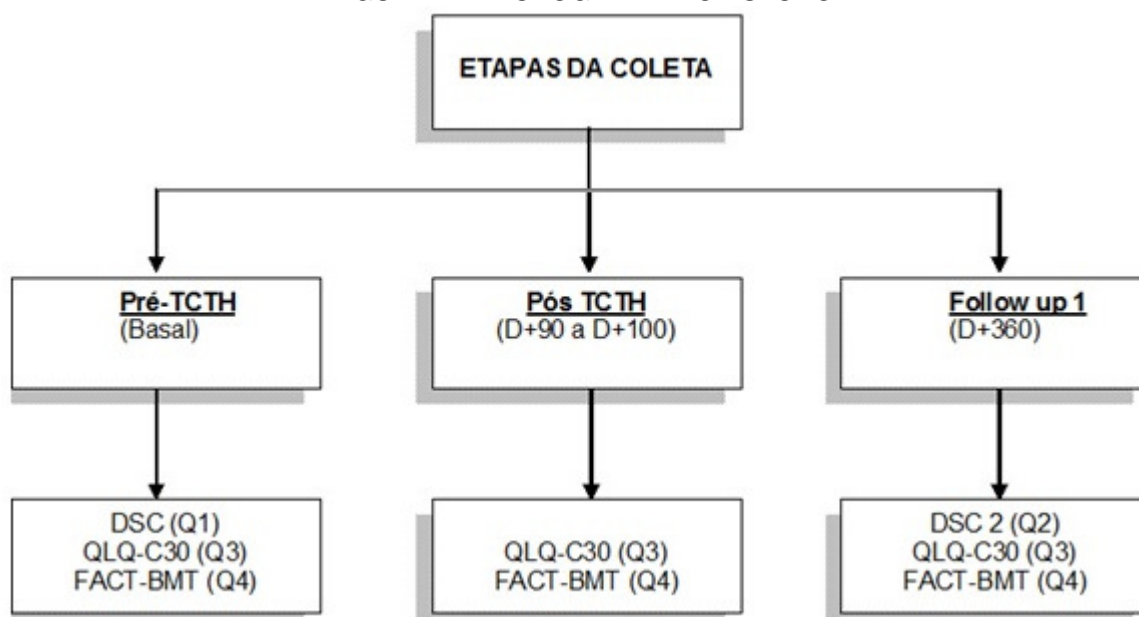 ETAPAS DA COLETA
Pré-TCTH
(Basal)
Pós TCTH
(D+90 a D+100)
Follow up 1
(D+360)
DSC (Q1)
QLQ-C30 (Q3)
FACT-BMT (Q4)
QLQ-C30 (Q3)
FACT-BMT (Q4)
DSC 2 (Q2)
QLQ-C30 (Q3)
FACT-BMT (Q4)